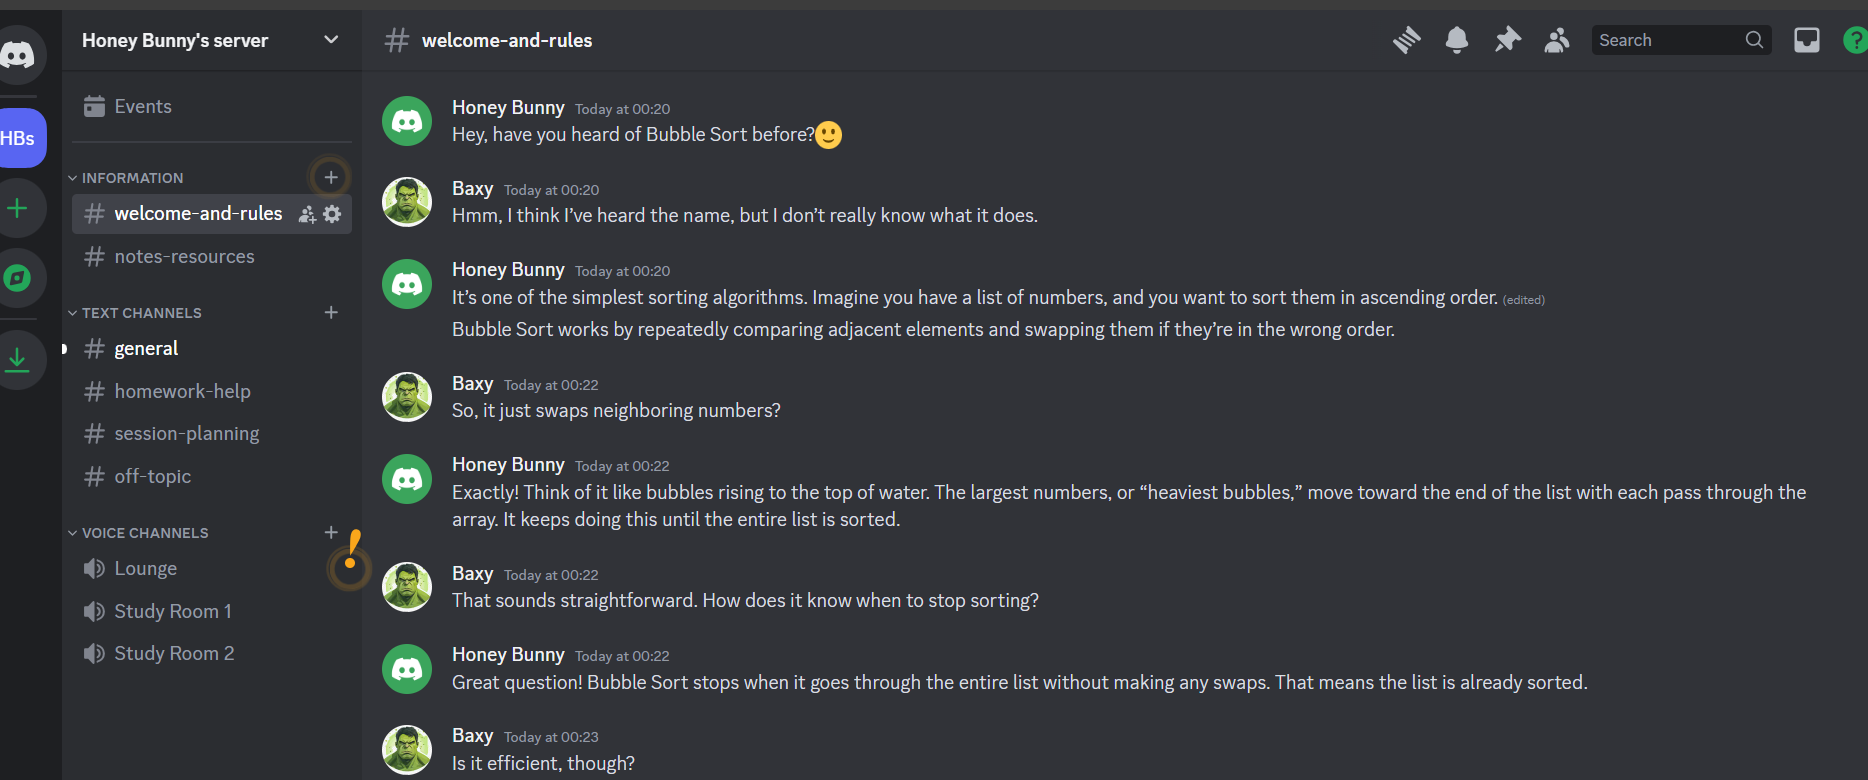 Honey Bunny's server
welcome-and-rules
Search
?
HBs
Events
INFORMATION
welcome-and-rules
notes-resources
TEXT CHANNELS
general
homework-help
session-planning
off-topic
VOICE CHANNELS
Lounge
Study Room 1
Study Room 2
Honey Bunny Today at 00:20
Hey, have you heard of Bubble Sort before?🙂
Baxy Today at 00:20
Hmm, I think I’ve heard the name, but I don’t really know what it does.
Honey Bunny Today at 00:20
It’s one of the simplest sorting algorithms. Imagine you have a list of numbers, and you want to sort them in ascending order. (edited)
Bubble Sort works by repeatedly comparing adjacent elements and swapping them if they’re in the wrong order.
Baxy Today at 00:22
So, it just swaps neighboring numbers?
Honey Bunny Today at 00:22
Exactly! Think of it like bubbles rising to the top of water. The largest numbers, or “heaviest bubbles,” move toward the end of the list with each pass through the
array. It keeps doing this until the entire list is sorted.
Baxy Today at 00:22
That sounds straightforward. How does it know when to stop sorting?
Honey Bunny Today at 00:22
Great question! Bubble Sort stops when it goes through the entire list without making any swaps. That means the list is already sorted.
Baxy Today at 00:23
Is it efficient, though?